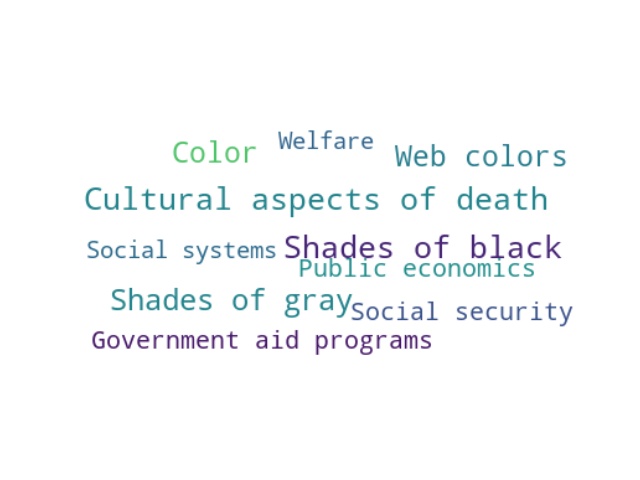 Welfare
Color
Web colors
Cultural aspects of death
Social systems
Shades of black
Public economics
Shades of gray
Social security
Government aid programs